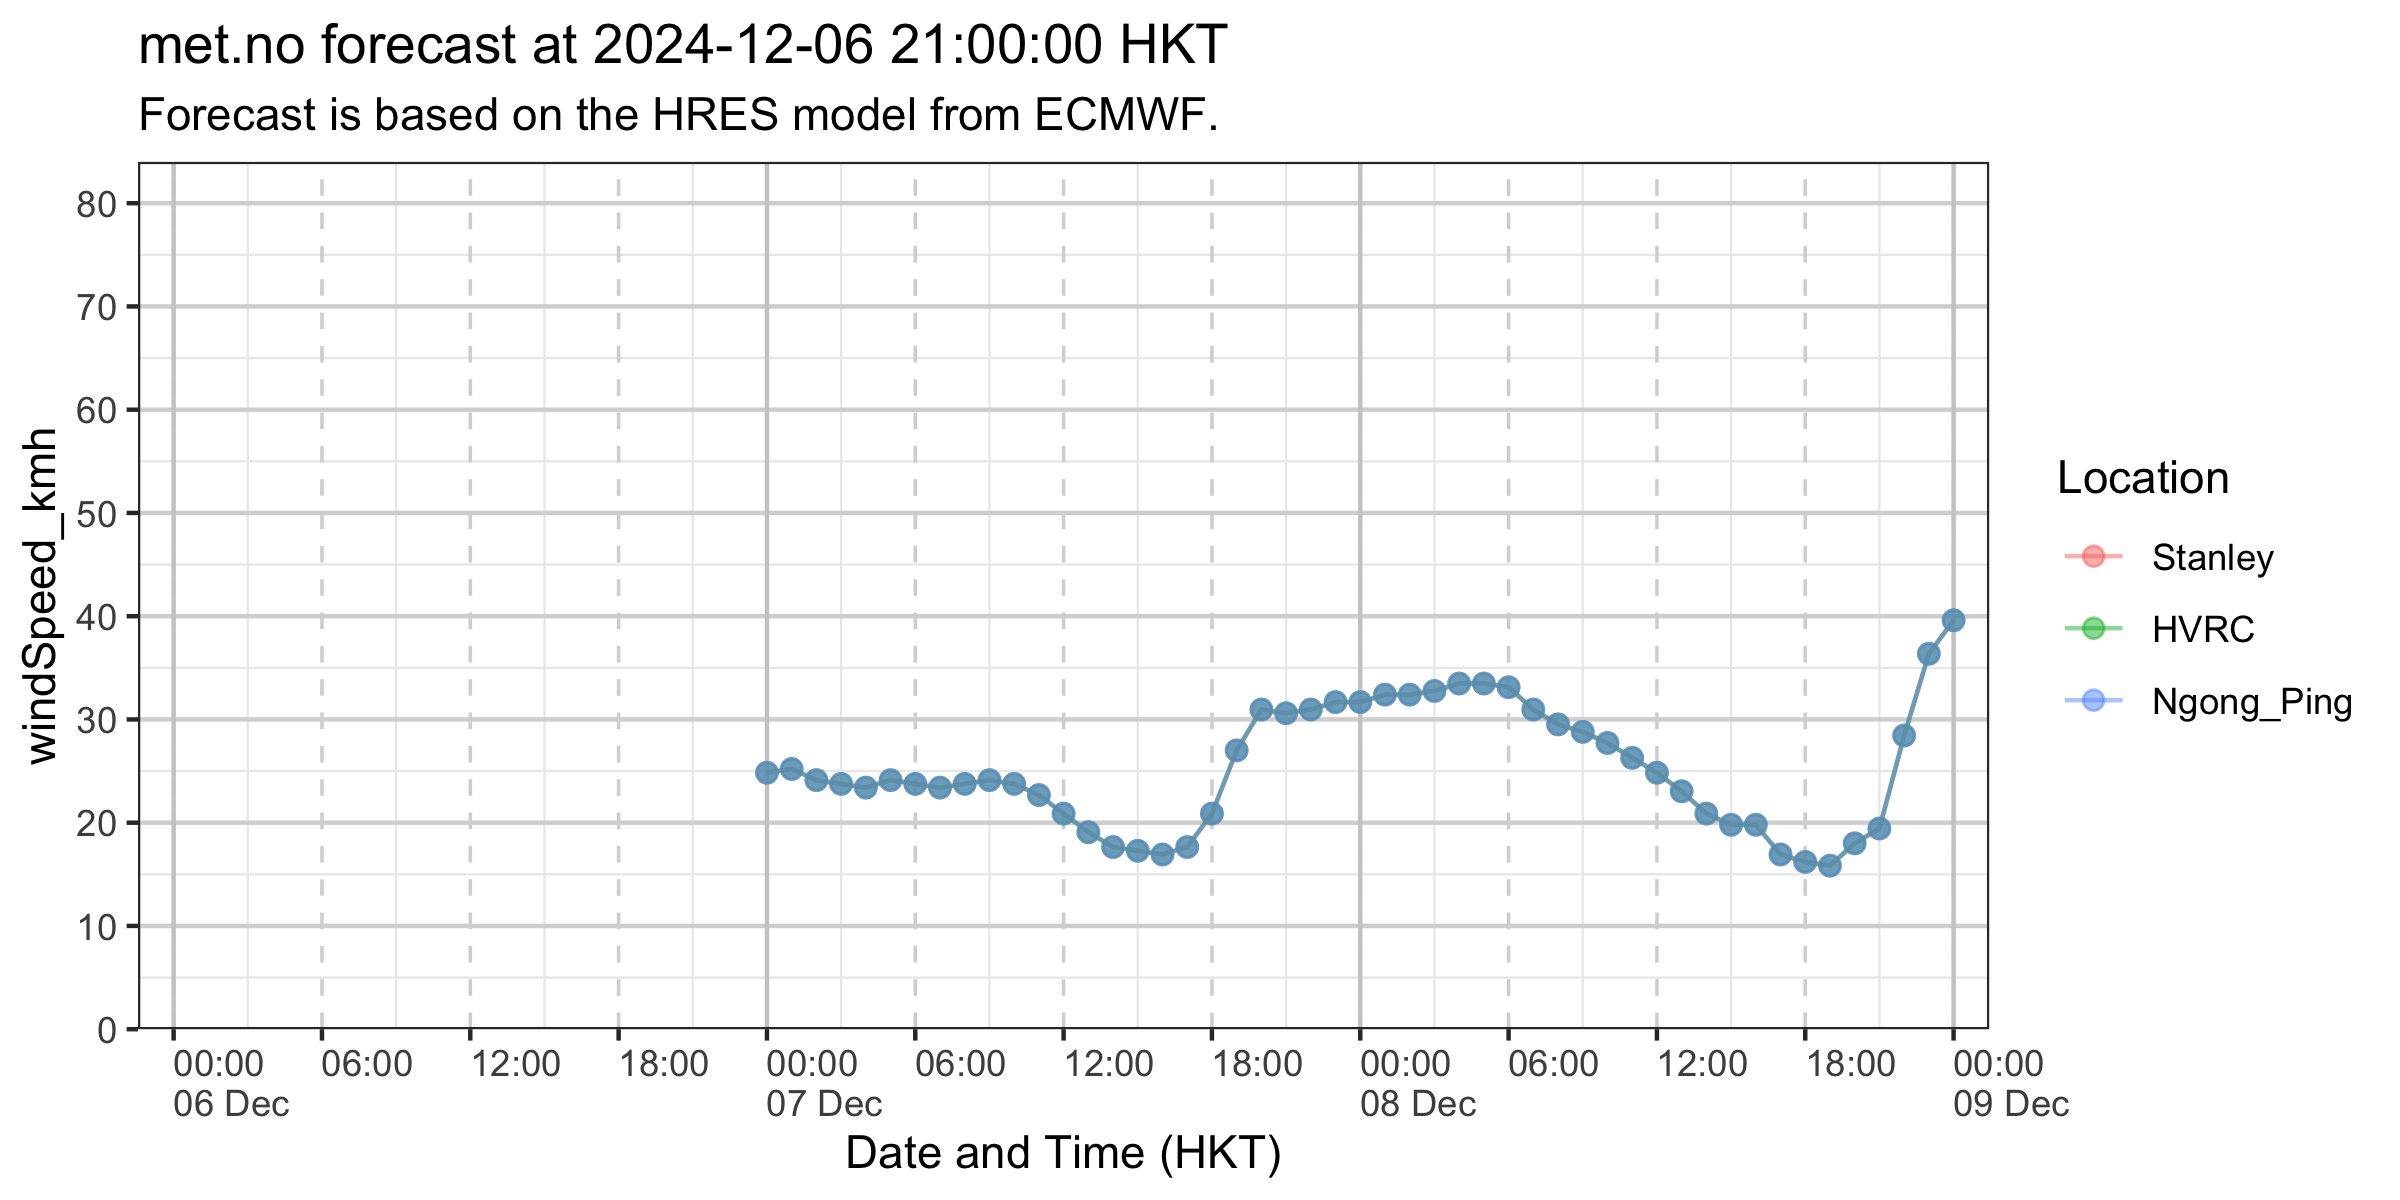 met.no forecast at 2024-12-06 21:00:00 HKT
Forecast is based on the HRES model from ECMWF.
windSpeed_kmh
80
70
60
50
40
30
20
10
0
00:00 06:00 12:00 18:00 00:00 06:00 12:00 18:00 00:00 06:00 12:00 18:00 00:00
06 Dec 07 Dec 08 Dec 09 Dec
Date and Time (HKT)
Location
Stanley
HVRC
Ngong_Ping